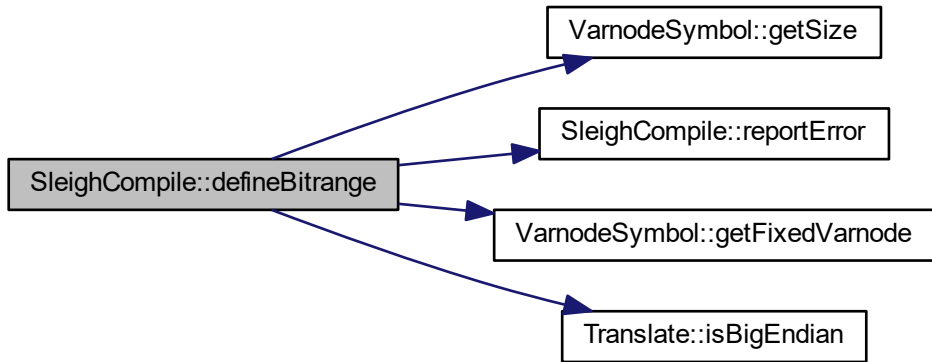 VarnodeSymbol::getSize
SleighCompile::reportError
SleighCompile::defineBitrange
VarnodeSymbol::getFixedVarnode
Translate::isBigEndian